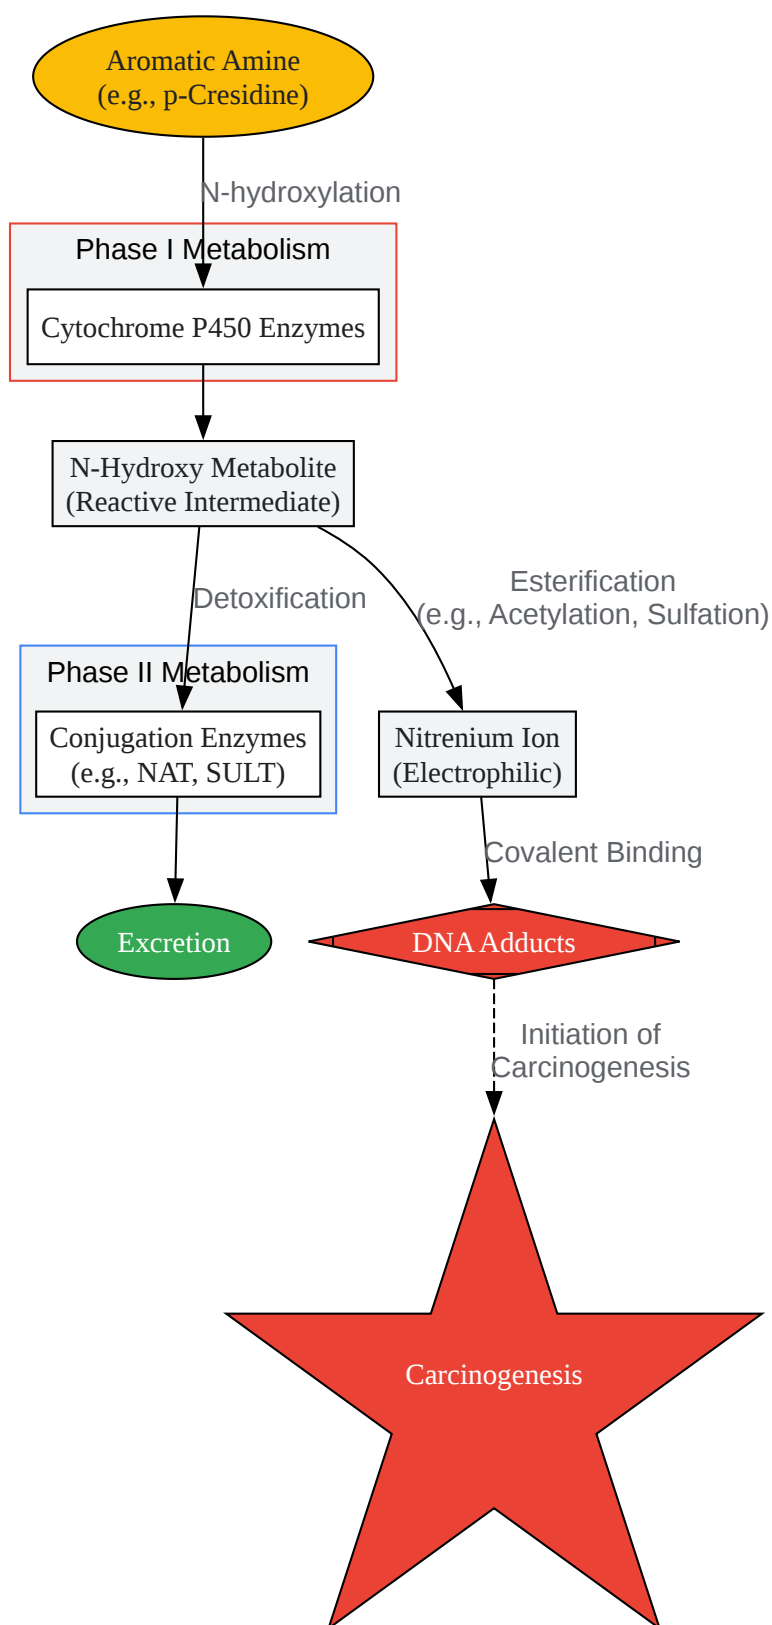 Aromatic Amine
(e.g., p-Cresidine)
N-hydroxylation
Phase I Metabolism
Cytochrome P450 Enzymes
N-Hydroxy Metabolite
(Reactive Intermediate)
Detoxification
Esterification
(e.g., Acetylation, Sulfation)
Phase II Metabolism
Conjugation Enzymes
(e.g., NAT, SULT)
Nitrenium Ion
(Electrophilic)
Covalent Binding
Excretion
DNA Adducts
Initiation of
Carcinogenesis
Carcinogenesis